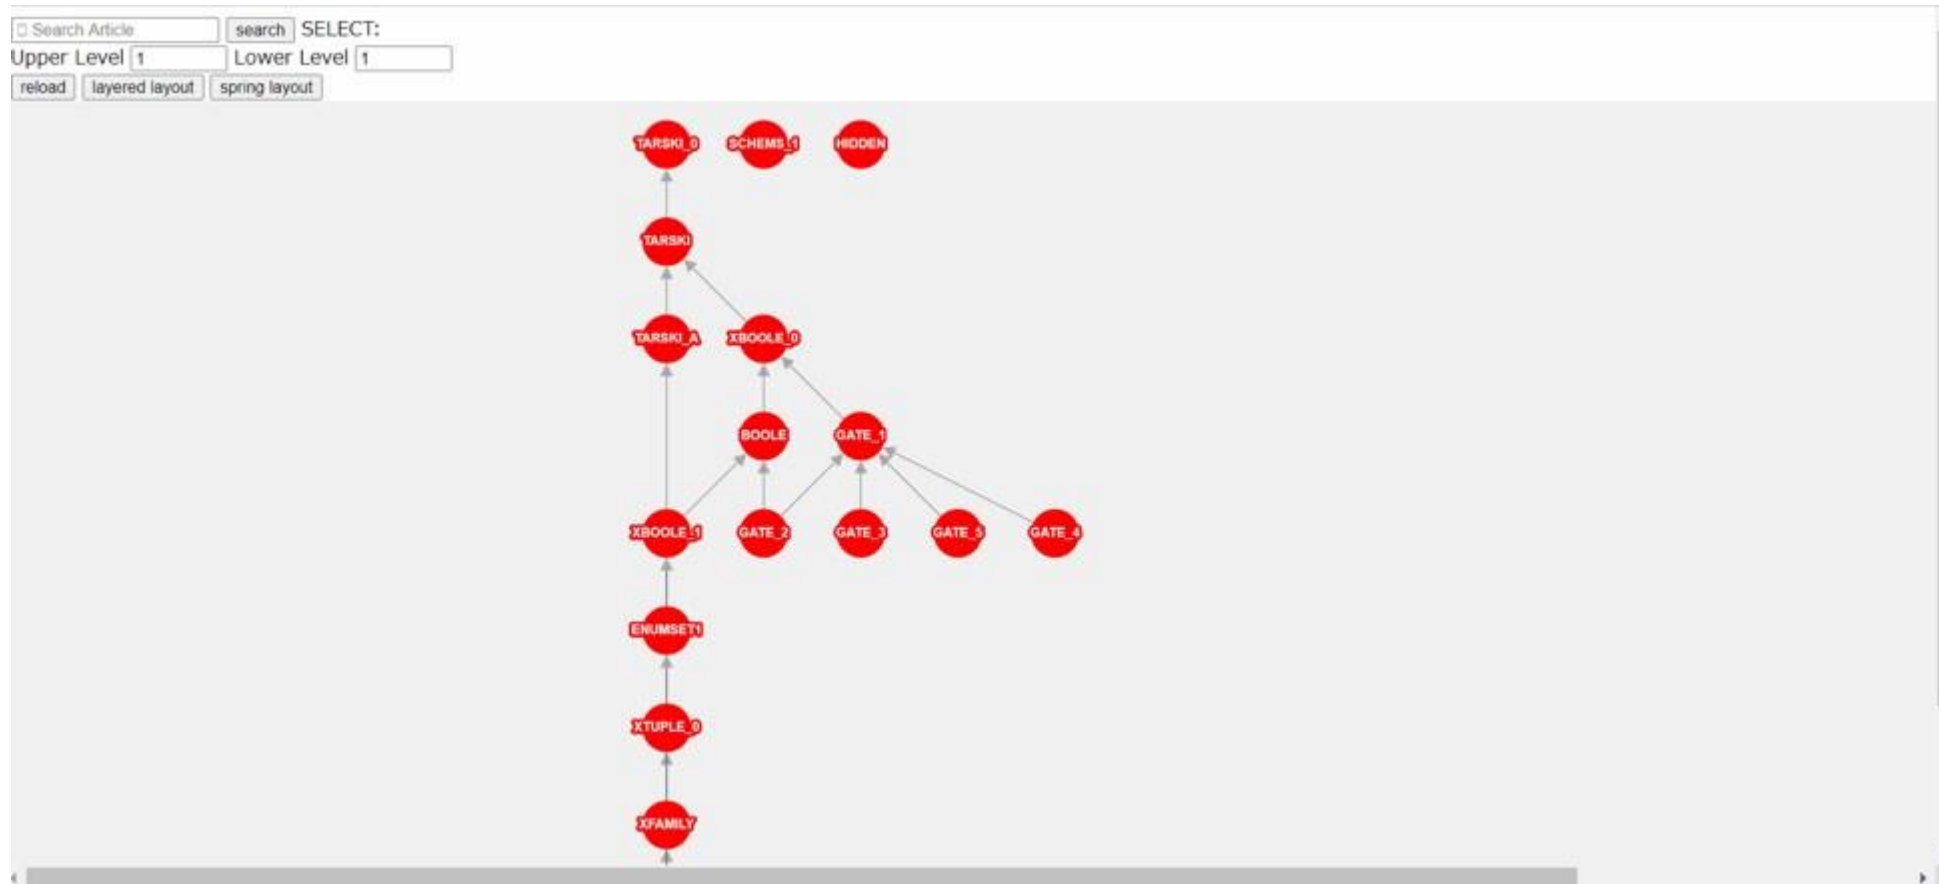 Search Article search SELECT:
Upper Level 1 Lower Level 1
reload layered layout spring layout
TARSKI_0 SCHEMS_1 HIDDEN
TARSKI
TARSKI_A XBOOLE_0
BOOLE GATE_1
XBOOLE_1 GATE_2 GATE_3 GATE_5 GATE_4
ENUMSET1
XTUPLE_0
XFAMILY